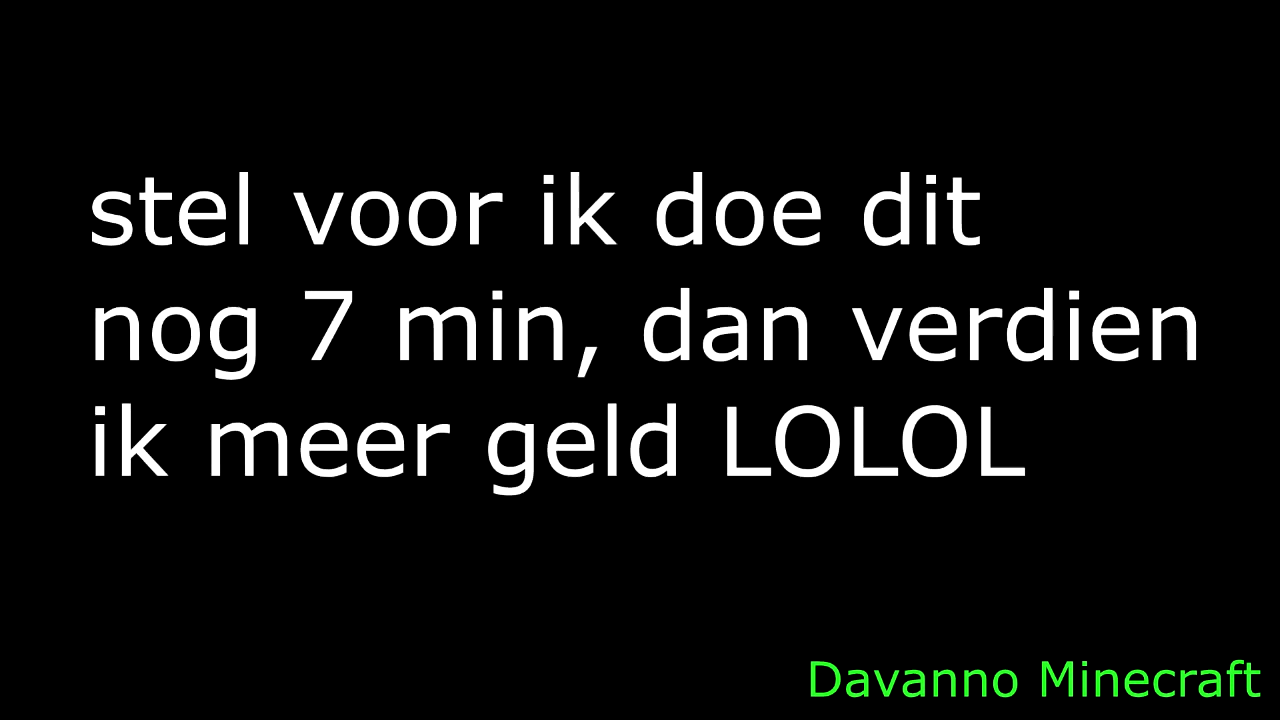 stel voor ik doe dit
nog 7 min, dan verdien
ik meer geld LOLOL
Davanno Minecraft